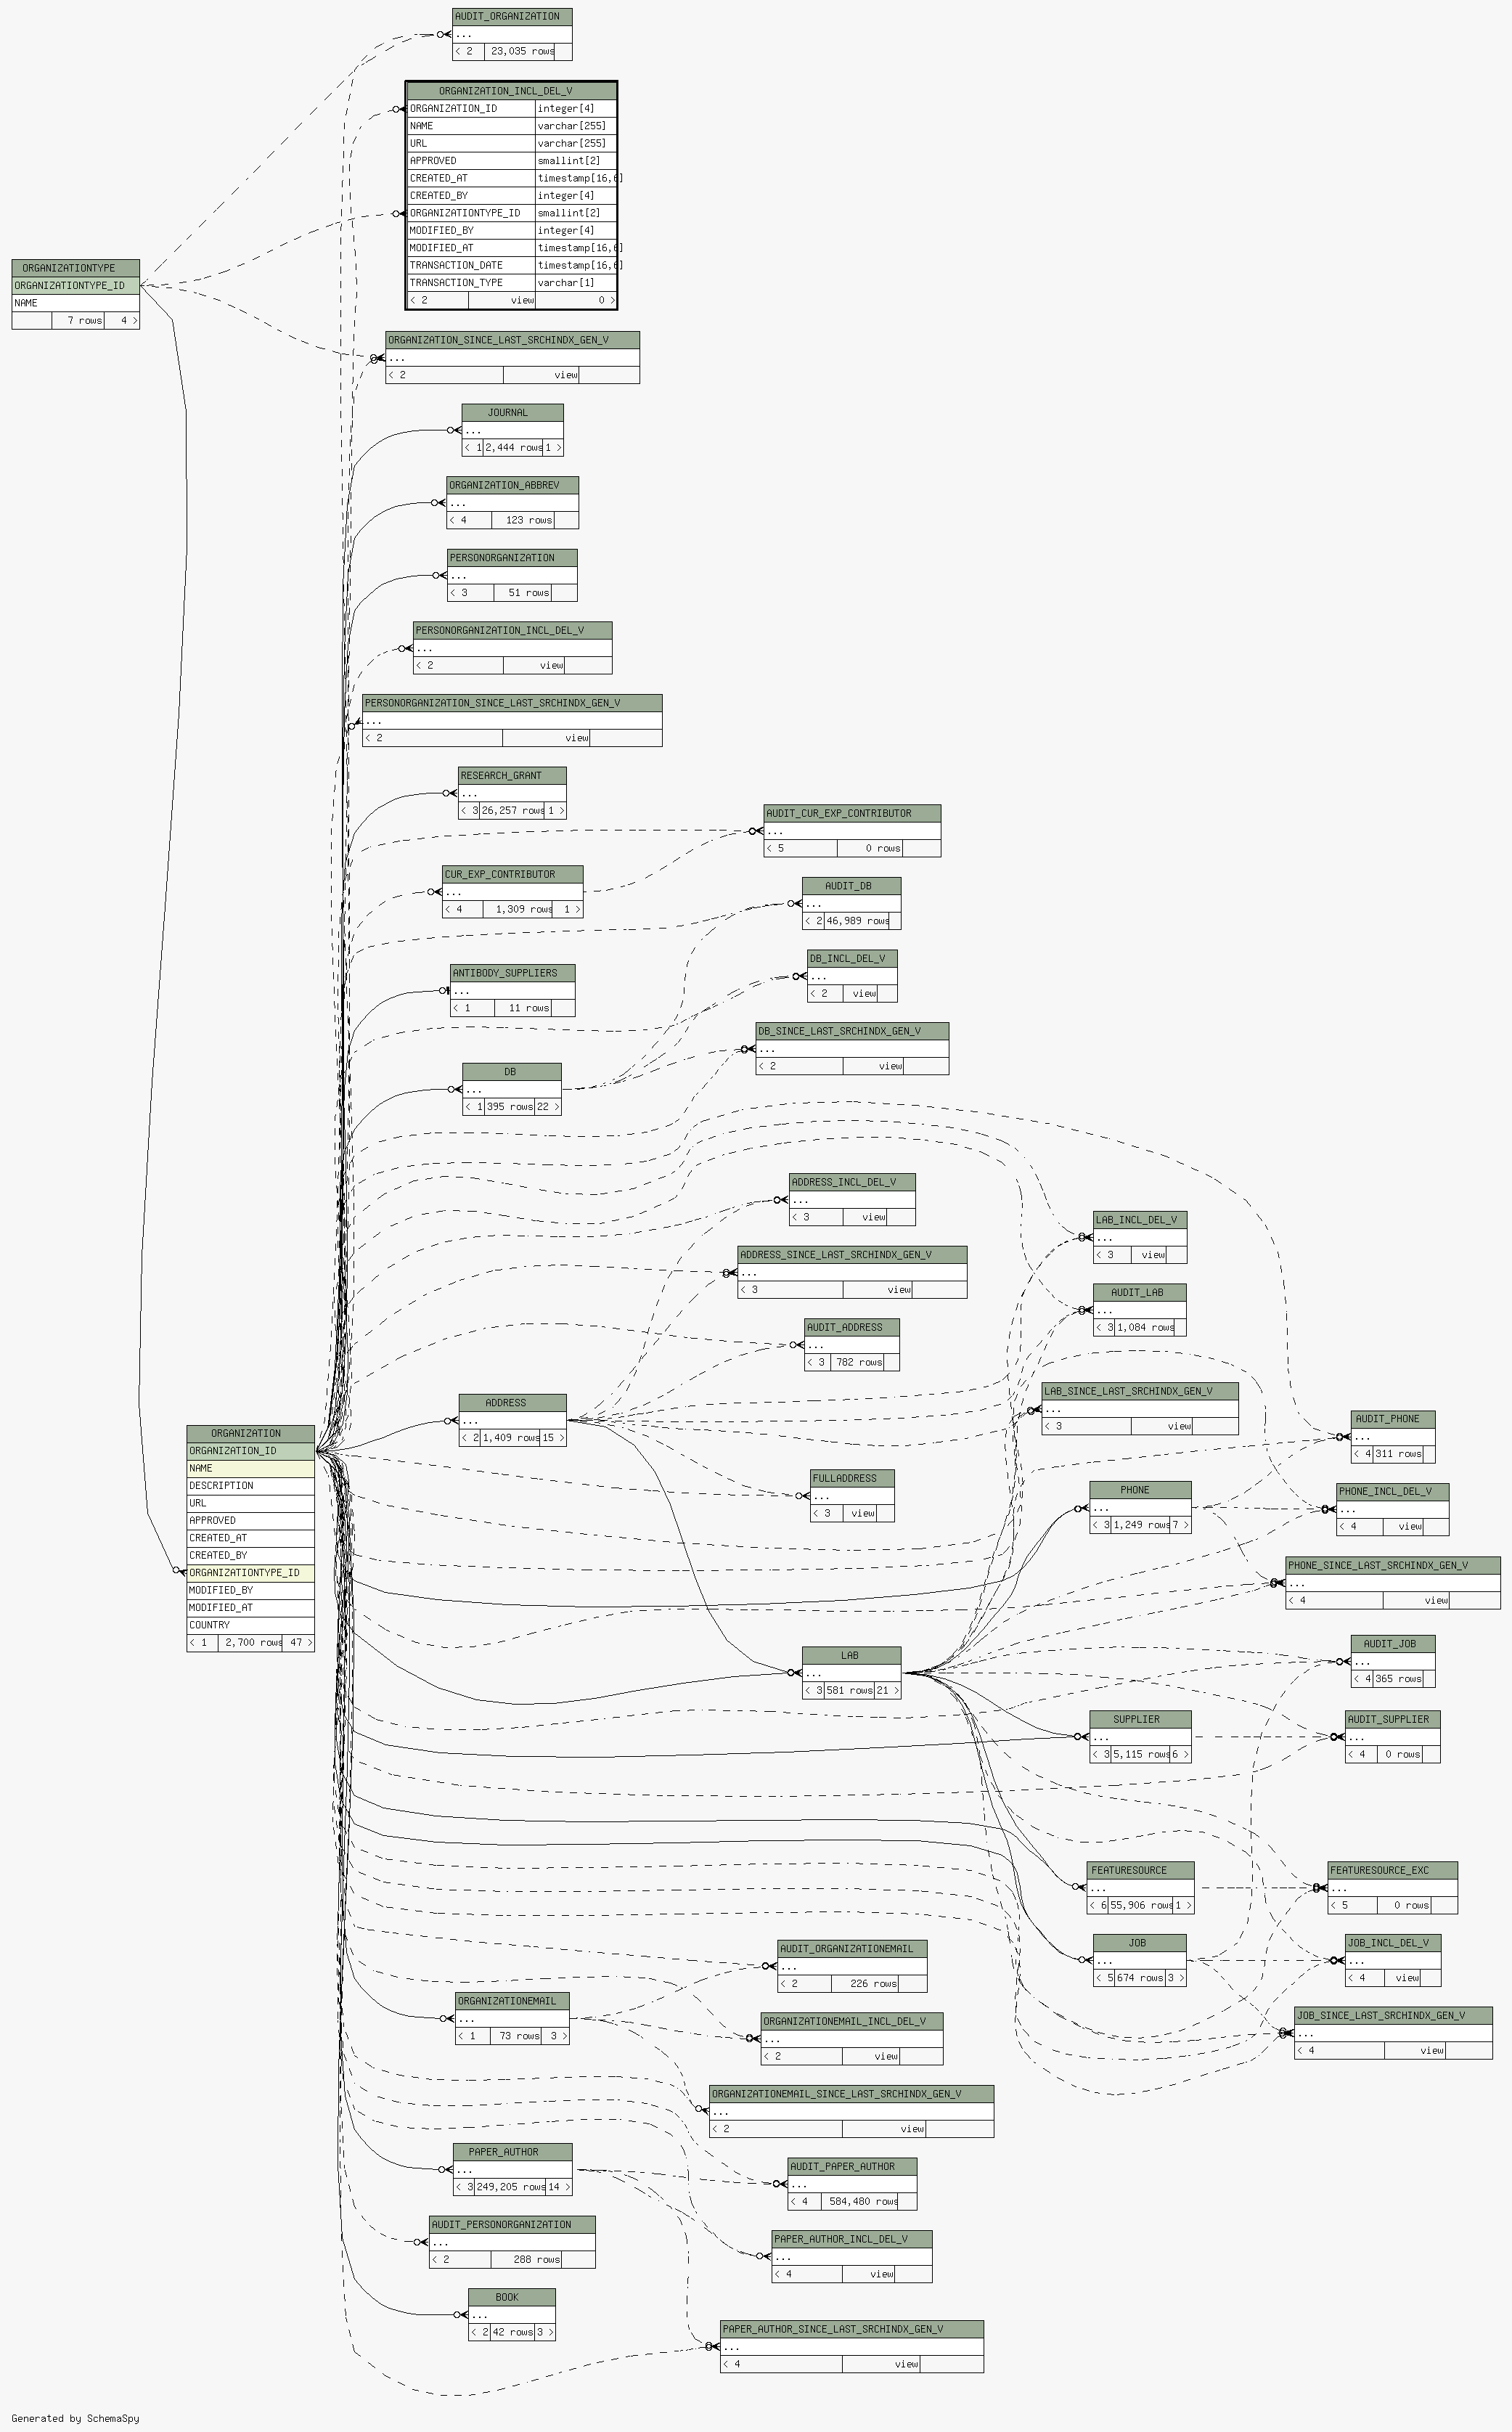 AUDIT_ORGANIZATION
...
< 2 23,035 rows
ORGANIZATION_INCL_DEL_V
ORGANIZATION_ID integer[4]
NAME varchar[255]
URL varchar[255]
APPROVED smallint[2]
CREATED_AT timestamp[16,6]
CREATED_BY integer[4]
ORGANIZATIONTYPE_ID smallint[2]
MODIFIED_BY integer[4]
MODIFIED_AT timestamp[16,6]
TRANSACTION_DATE timestamp[16,6]
TRANSACTION_TYPE varchar[1]
< 2 view 0 >
ORGANIZATIONTYPE
ORGANIZATIONTYPE_ID
NAME
7 rows 4 >
ORGANIZATION_SINCE_LAST_SRCHINDX_GEN_V
...
< 2 view
JOURNAL
...
< 1 2,444 rows 1 >
ORGANIZATION_ABBREV
...
< 4 123 rows
PERSONORGANIZATION
...
< 3 51 rows
PERSONORGANIZATION_INCL_DEL_V
...
< 2 view
PERSONORGANIZATION_SINCE_LAST_SRCHINDX_GEN_V
...
< 2 view
RESEARCH_GRANT
...
< 3 26,257 rows 1 >
AUDIT_CUR_EXP_CONTRIBUTOR
...
< 5 0 rows
CUR_EXP_CONTRIBUTOR
...
< 4 1,309 rows 1 >
AUDIT_DB
...
< 2 46,989 rows
ANTIBODY_SUPPLIERS
...
< 1 11 rows
DB_INCL_DEL_V
...
< 2 view
DB_SINCE_LAST_SRCHINDX_GEN_V
...
< 2 view
DB
...
< 1 395 rows 22 >
ADDRESS_INCL_DEL_V
...
< 3 view
LAB_INCL_DEL_V
...
< 3 view
ADDRESS_SINCE_LAST_SRCHINDX_GEN_V
...
< 3 view
AUDIT_LAB
...
< 3 1,084 rows
AUDIT_ADDRESS
...
< 3 782 rows
LAB_SINCE_LAST_SRCHINDX_GEN_V
...
< 3 view
ADDRESS
...
< 2 1,409 rows 15 >
AUDIT_PHONE
...
< 4 311 rows
ORGANIZATION
ORGANIZATION_ID
NAME
DESCRIPTION
URL
APPROVED
CREATED_AT
CREATED_BY
ORGANIZATIONTYPE_ID
MODIFIED_BY
MODIFIED_AT
COUNTRY
< 1 2,700 rows 47 >
FULLADDRESS
...
< 3 view
PHONE
...
< 3 1,249 rows 7 >
PHONE_INCL_DEL_V
...
< 4 view
PHONE_SINCE_LAST_SRCHINDX_GEN_V
...
< 4 view
LAB
...
< 3 581 rows 21 >
AUDIT_JOB
...
< 4 365 rows
SUPPLIER
...
< 3 5,115 rows 6 >
AUDIT_SUPPLIER
...
< 4 0 rows
FEATURESOURCE
...
< 6 55,906 rows 1 >
FEATURESOURCE_EXC
...
< 5 0 rows
JOB
...
< 5 674 rows 3 >
JOB_INCL_DEL_V
...
< 4 view
AUDIT_ORGANIZATIONEMAIL
...
< 2 226 rows
ORGANIZATIONEMAIL
...
< 1 73 rows 3 >
ORGANIZATIONEMAIL_INCL_DEL_V
...
< 2 view
JOB_SINCE_LAST_SRCHINDX_GEN_V
...
< 4 view
ORGANIZATIONEMAIL_SINCE_LAST_SRCHINDX_GEN_V
...
< 2 view
PAPER_AUTHOR
...
< 3 249,205 rows 14 >
AUDIT_PAPER_AUTHOR
...
< 4 584,480 rows
AUDIT_PERSONORGANIZATION
...
< 2 288 rows
PAPER_AUTHOR_INCL_DEL_V
...
< 4 view
BOOK
...
< 2 42 rows 3 >
PAPER_AUTHOR_SINCE_LAST_SRCHINDX_GEN_V
...
< 4 view
Generated by SchemaSpy